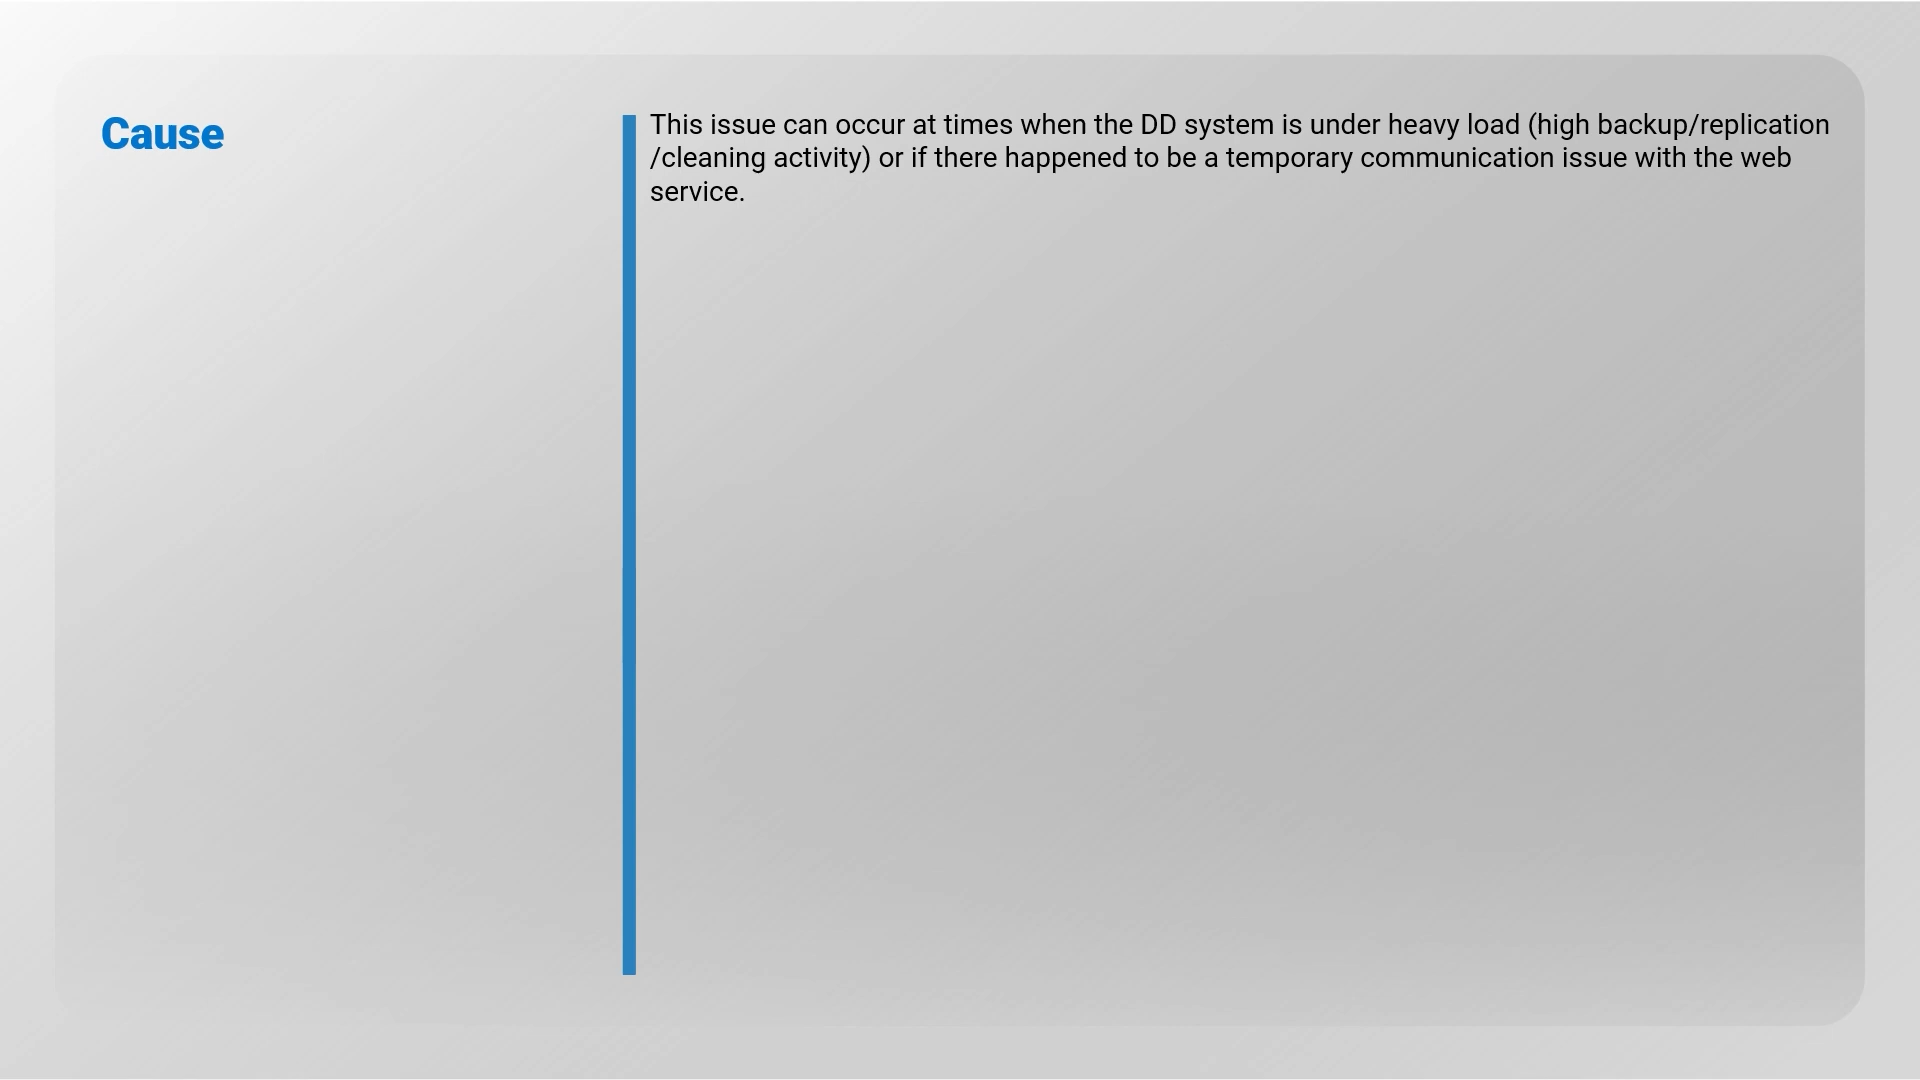 Cause
This issue can occur at times when the DD system is under heavy load (high backup/replication
/cleaning activity) or if there happened to be a temporary communication issue with the web
service.